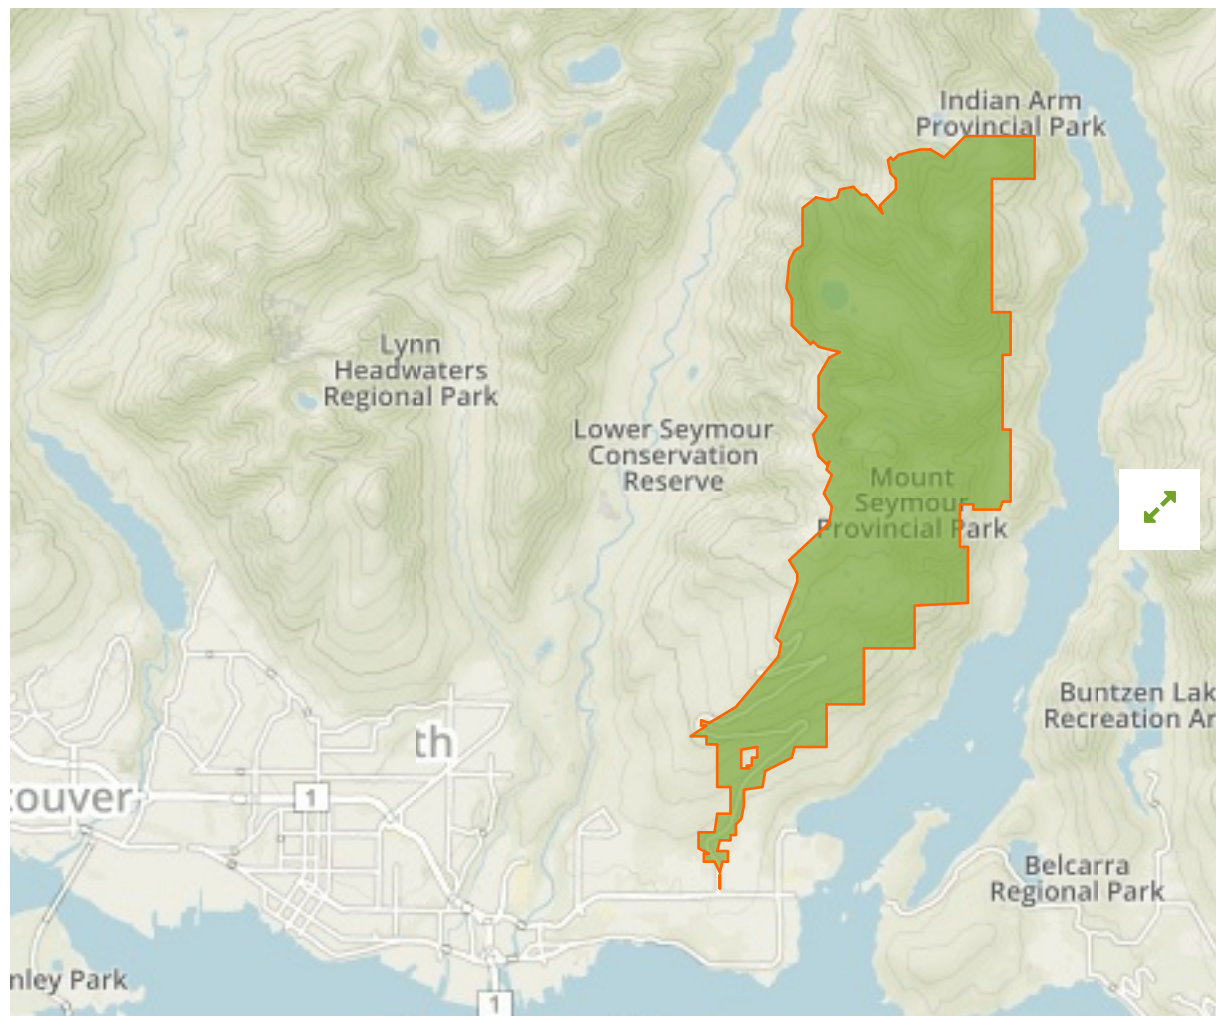 Indian Arm
Provincial Park
Lynn
Headwaters
Regional Park
Lower Seymour
Conservation
Reserve
Mount
Seymour
Provincial Park
Buntzen Lak
Recreation Ar
th
couver
1
Belcarra
Regional Park
nley Park
1